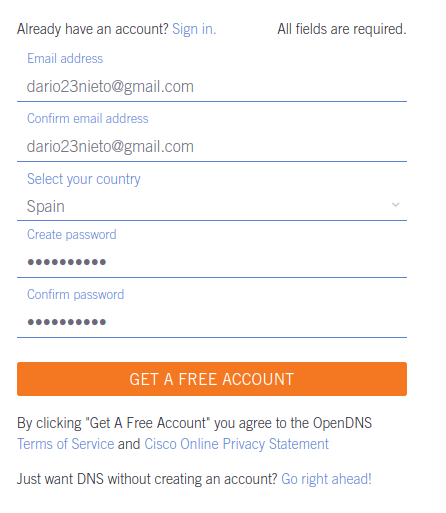 Already have an account? Sign in. All fields are required.
Email address
dario23nieto@gmail.com
Confirm email address
dario23nieto@gmail.com
Select your country
Spain
Create password
••••••••••
Confirm password
••••••••••
GET A FREE ACCOUNT
By clicking "Get A Free Account" you agree to the OpenDNS
Terms of Service and Cisco Online Privacy Statement
Just want DNS without creating an account? Go right ahead!